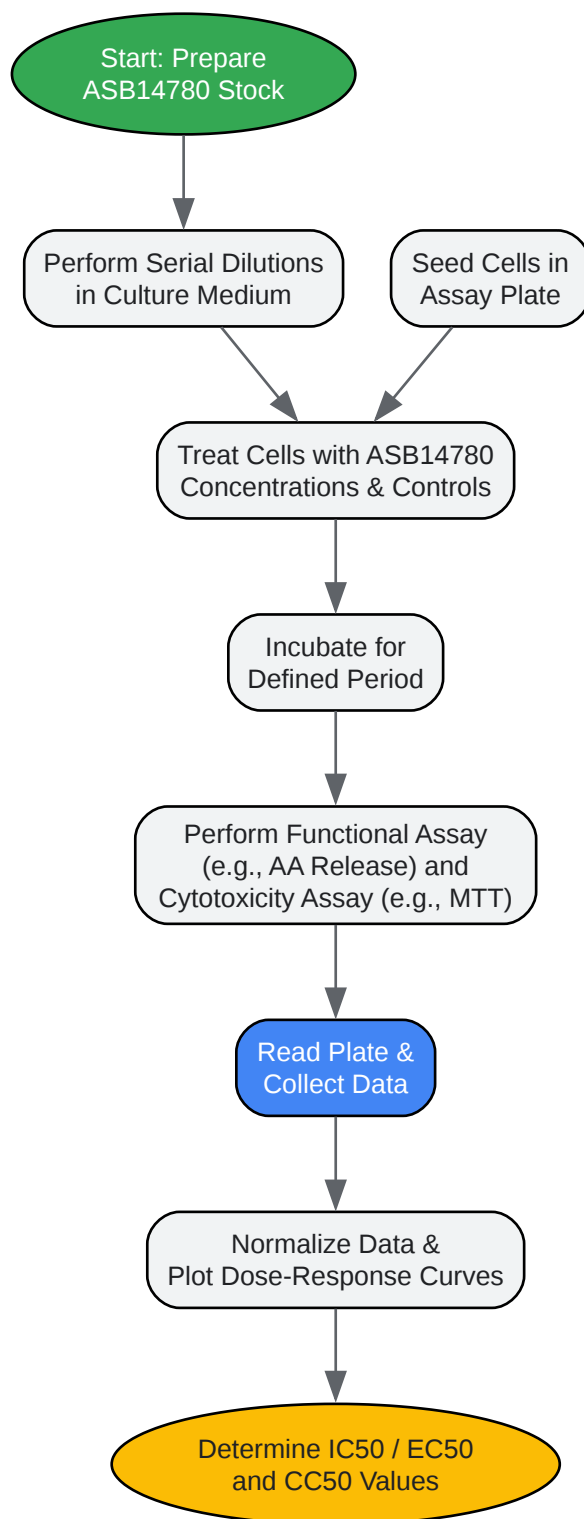 Start: Prepare
ASB14780 Stock
Perform Serial Dilutions
in Culture Medium
Seed Cells in
Assay Plate
Treat Cells with ASB14780
Concentrations & Controls
Incubate for
Defined Period
Perform Functional Assay
(e.g., AA Release) and
Cytotoxicity Assay (e.g., MTT)
Read Plate &
Collect Data
Normalize Data &
Plot Dose-Response Curves
Determine IC50 / EC50
and CC50 Values